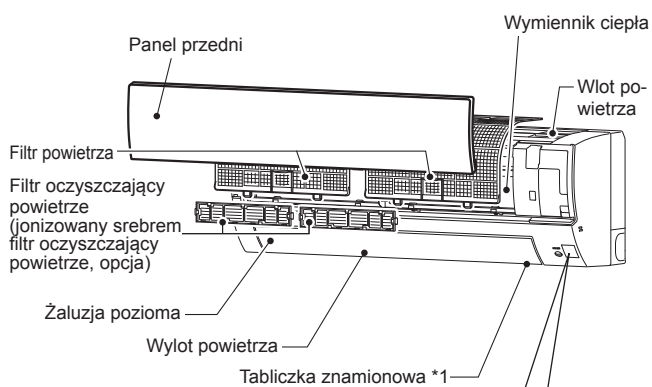 Wymiennik ciepła
Panel przedni
Wlot po-
wietrza
Filtr powietrza
Filtr oczyszczający
powietrze
(jonizowany srebrem
filtr oczyszczający
powietrze, opcja)
Żaluzja pozioma
Wylot powietrza
Tabliczka znamionowa *1